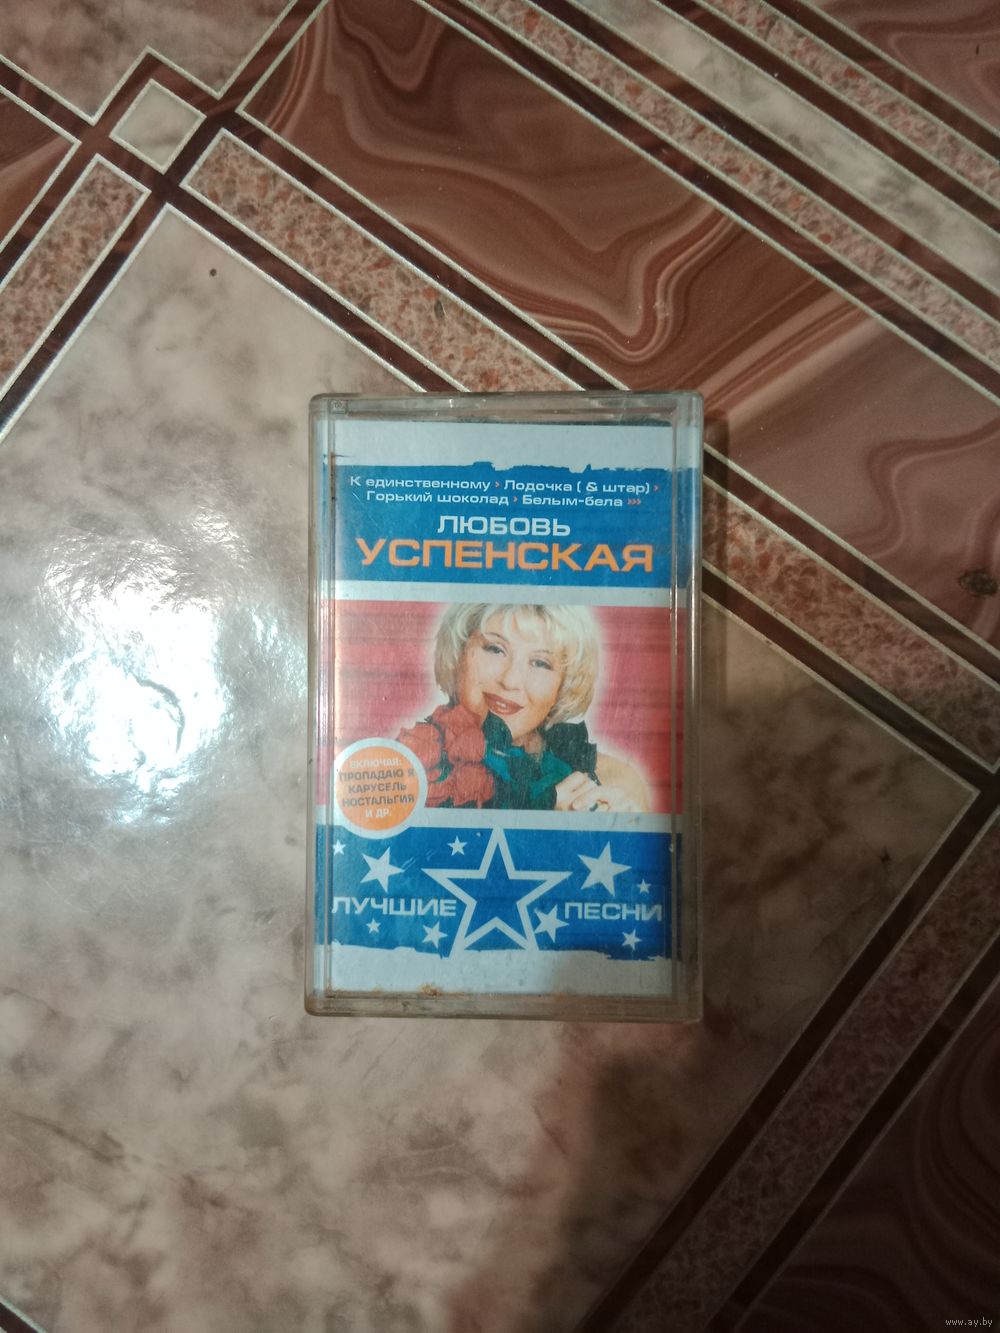 К единственному › Лодочка ( & штар) ›
Горький шоколад › Белым-бела ›››
ЛЮБОВЬ
УСПЕНСКАЯ
ВКЛЮЧАЯ:
ПРОПАДАЮ Я
КАРУСЕЛЬ
НОСТАЛЬГИЯ
И ДР.
ЛУЧШИЕ ПЕСНИ
www.ay.by